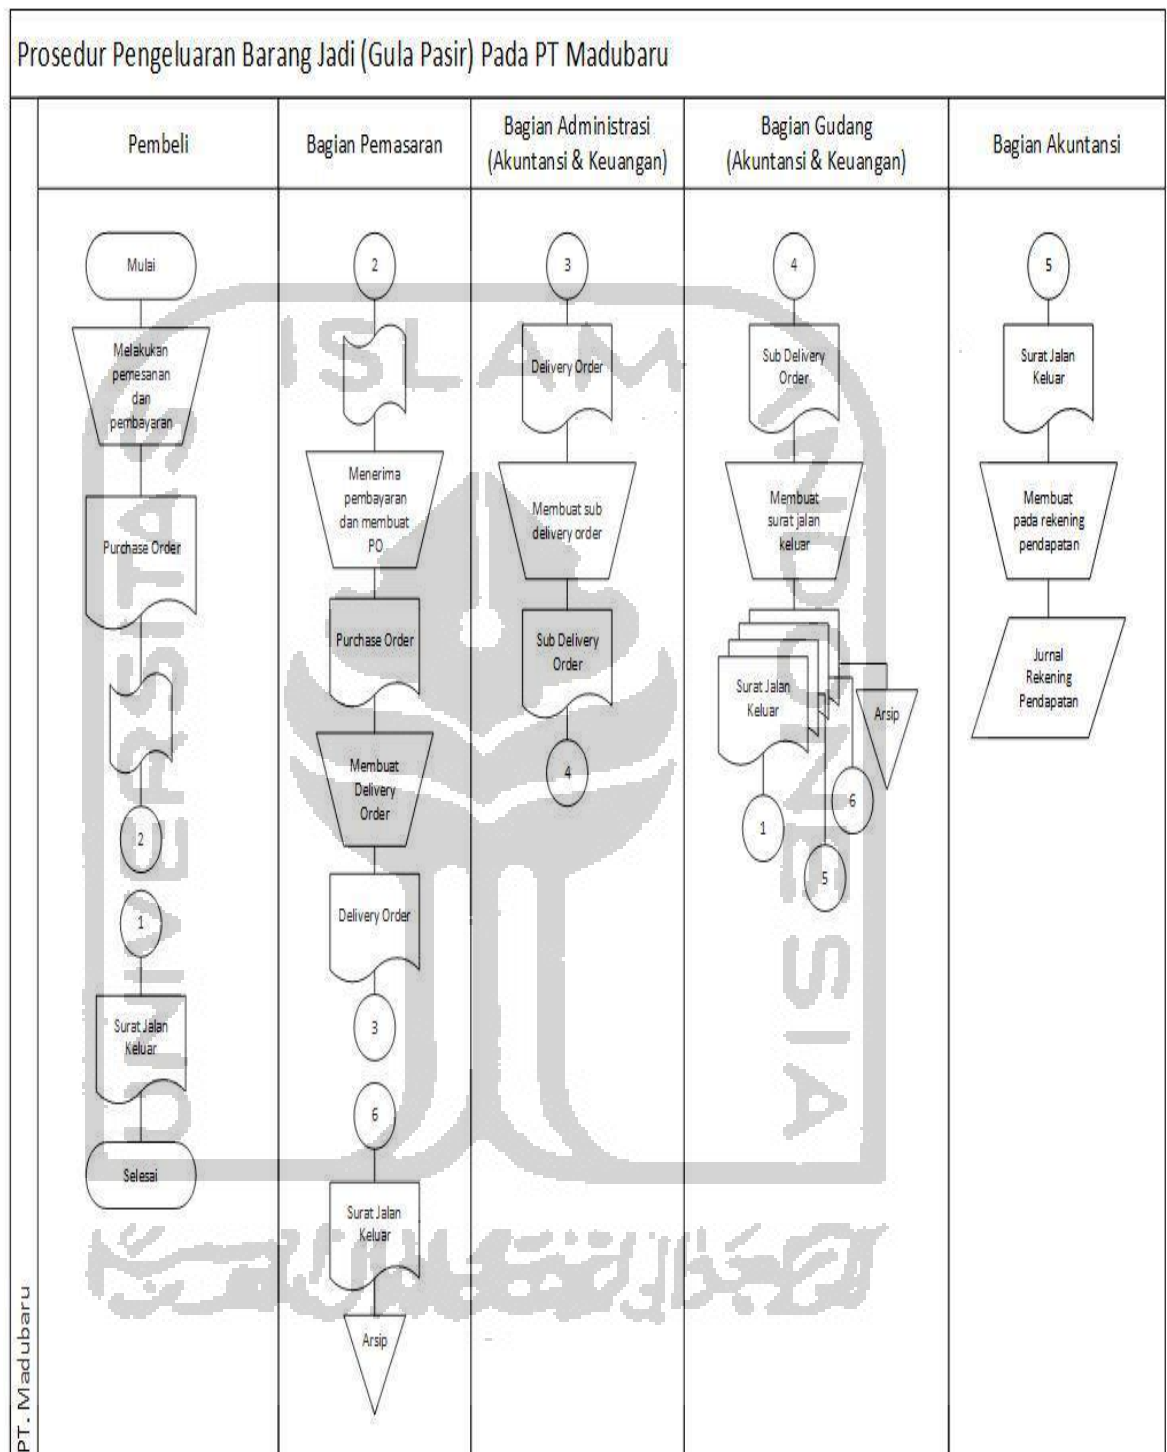 Prosedur Pengeluaran Barang Jadi (Gula Pasir) Pada PT Madubaru
PT. Madubaru
Pembeli
Bagian Pemasaran
Bagian Administrasi
(Akuntansi & Keuangan)
Bagian Gudang
(Akuntansi & Keuangan)
Bagian Akuntansi
Mulai
Melakukan
pemesanan
dan
pembayaran
Purchase Order
2
1
Surat Jalan
Keluar
Selesai
2
Menerima
pembayaran
dan membuat
PO
Purchase Order
Membuat
Delivery
Order
Delivery Order
3
6
Surat Jalan
Keluar
Arsip
3
Delivery Order
Membuat sub
delivery order
Sub Delivery
Order
4
4
Sub Delivery
Order
Membuat
surat jalan
keluar
Surat Jalan
Keluar
Arsip
1
5
6
5
Surat Jalan
Keluar
Membuat
pada rekening
pendapatan
Jurnal
Rekening
Pendapatan
UNIVERSITAS
ISLAM
INDONESIA